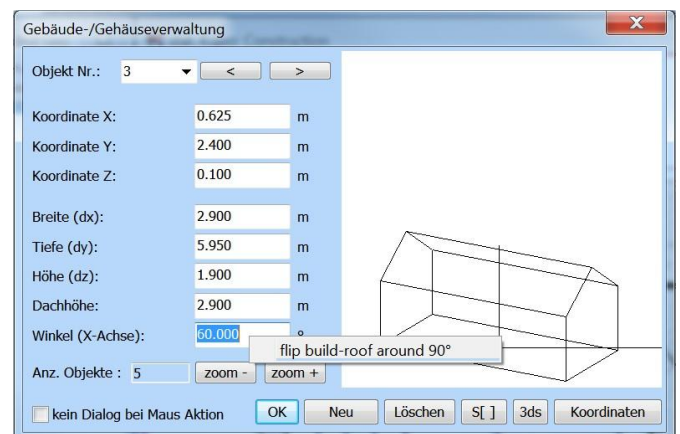 Gebäude-/Gehäuseverwaltung
Objekt Nr.: 3 < >
Koordinate X: 0.625 m
Koordinate Y: 2.400 m
Koordinate Z: 0.100 m
Breite (dx): 2.900 m
Tiefe (dy): 5.950 m
Höhe (dz): 1.900 m
Dachhöhe: 2.900 m
Winkel (X-Achse): 60.000 °
flip build-roof around 90°
Anz. Objekte : 5 zoom - zoom +
kein Dialog bei Maus Aktion OK Neu Löschen S[ ] 3ds Koordinaten